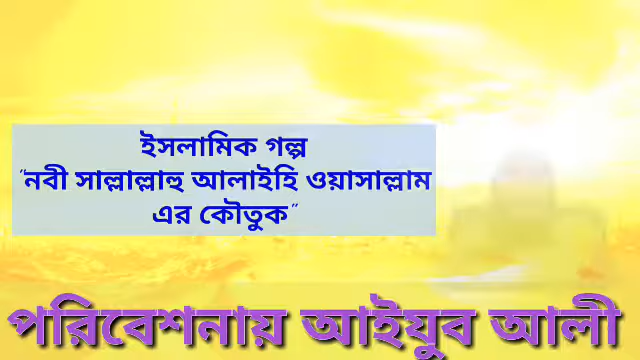 ইসলামিক গল্প
"নবী সাল্লাল্লাহু আলাইহি ওয়াসাল্লাম
এর কৌতুক"
পরিবেশনায় আইযুব আলী